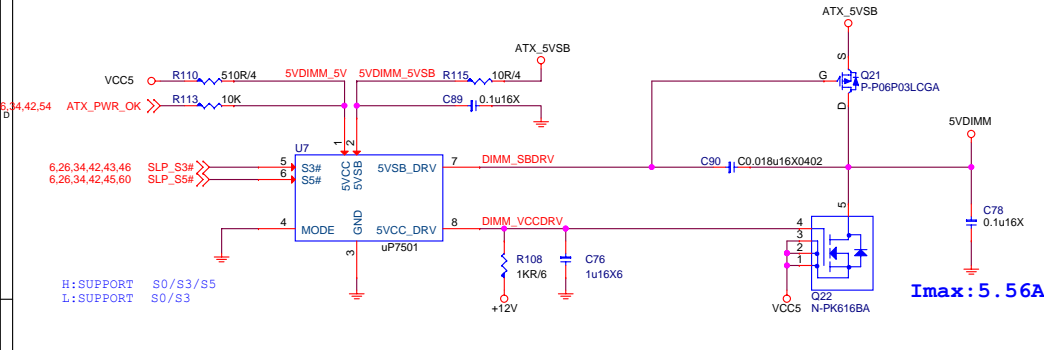 ATX_5VSB
ATX_5VSB
VCC5 R110 510R/4 5VDIMM_5V 5VDIMM_5VSB R115 10R/4
S
G Q21
P-P06P03LCGA
D
6,34,42,54 ATX_PWR_OK R113 10K C89 0.1u16X
D
5VDIMM
1 2
U7
6,26,34,42,43,46 SLP_S3# 5 S3# 5VCC 5VSB 5VSB_DRV 7 DIMM_SBDRV C90 C0.018u16X0402
6,26,34,42,45,60 SLP_S5# 6 S5#
5
C78
0.1u16X
4 MODE GND 5VCC_DRV 8 DIMM_VCCDRV 4
3 uP7501 3
2
1
R108 C76
1KR/6 1u16X6
H:SUPPORT S0/S3/S5
L:SUPPORT S0/S3
+12V VCC5 Q22
N-PK616BA
Imax:5.56A